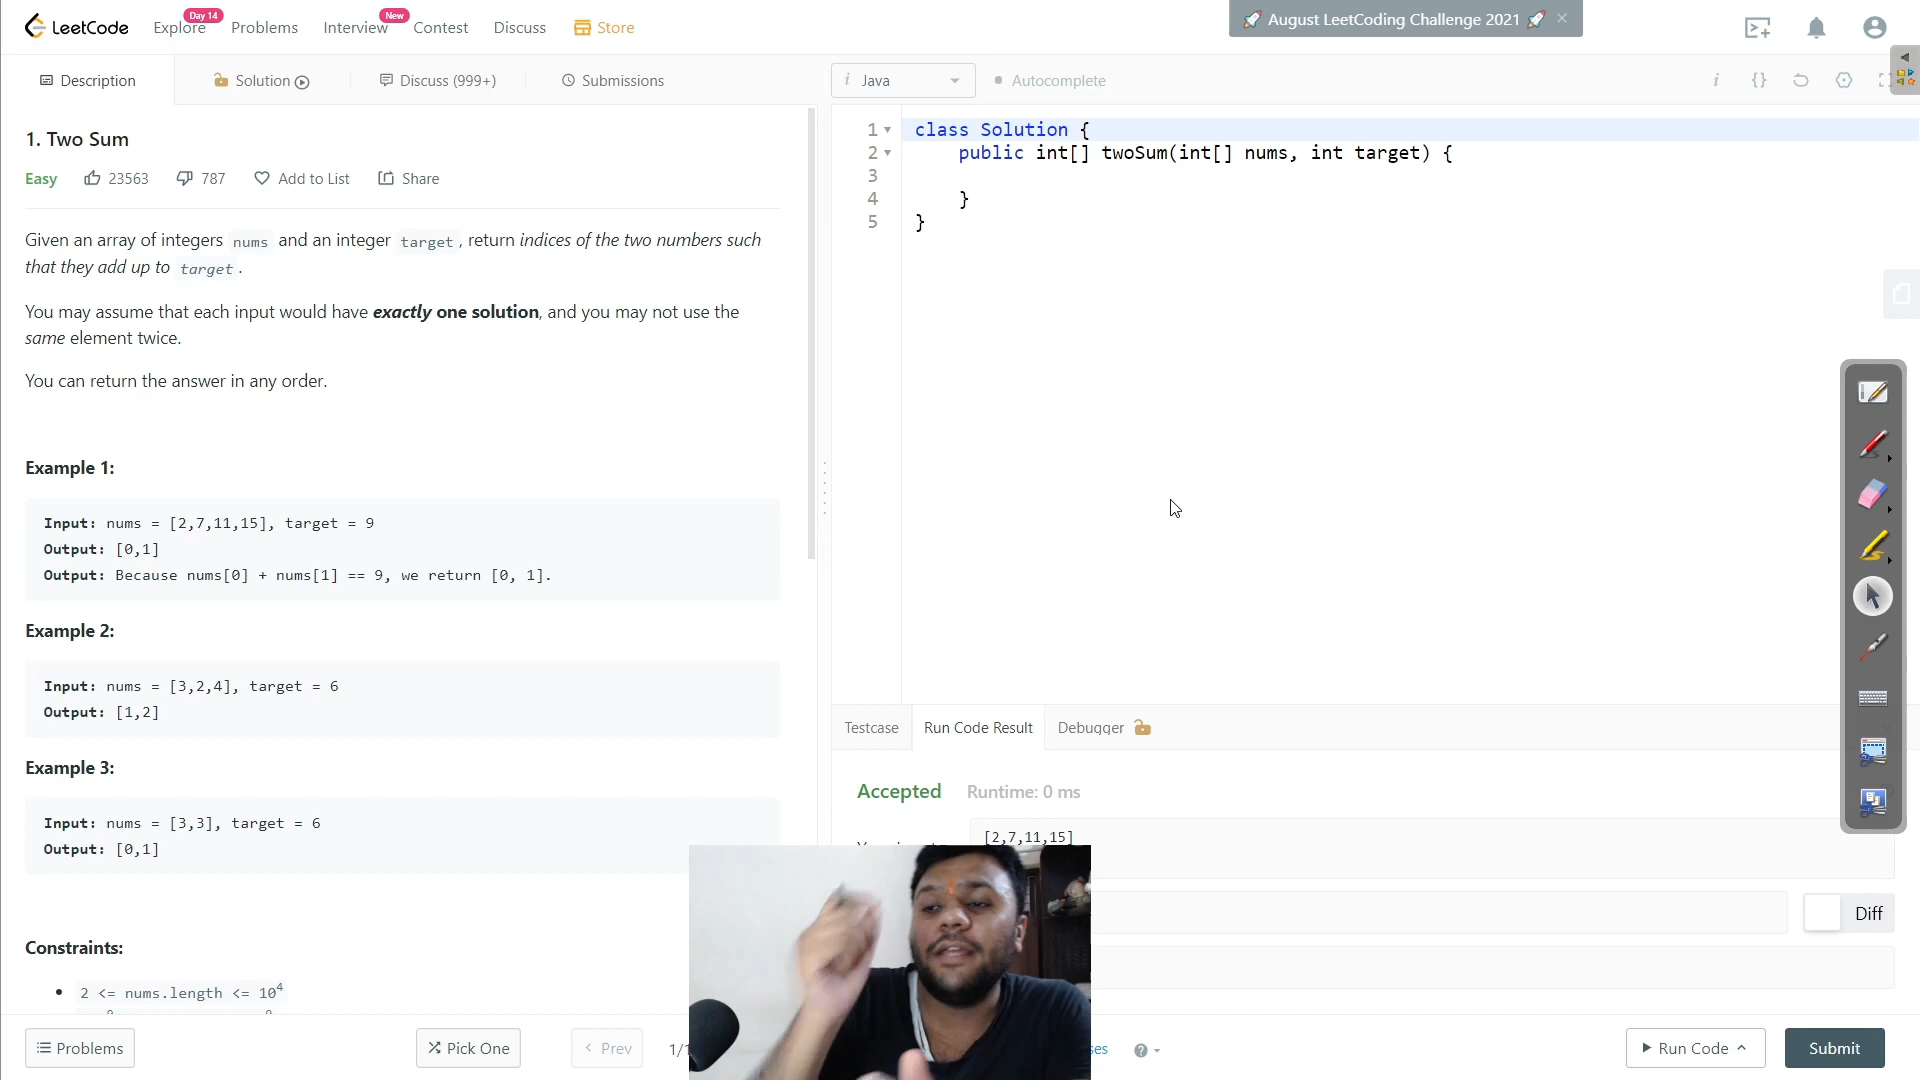 LeetCode
Explore
Day 14
Problems
Interview
New
Contest
Discuss
Store
🚀 August LeetCoding Challenge 2021 🚀 ×
Description
Solution
Discuss (999+)
Submissions
i Java
Autocomplete
i
{}
1. Two Sum
Easy
23563
787
Add to List
Share
Given an array of integers nums and an integer target, return indices of the two numbers such
that they add up to target.
You may assume that each input would have exactly one solution, and you may not use the
same element twice.
You can return the answer in any order.
Example 1:
Input: nums = [2,7,11,15], target = 9
Output: [0,1]
Output: Because nums[0] + nums[1] == 9, we return [0, 1].
Example 2:
Input: nums = [3,2,4], target = 6
Output: [1,2]
Example 3:
Input: nums = [3,3], target = 6
Output: [0,1]
Constraints:
• 2 <= nums.length <= 10⁴
1 class Solution {
2 public int[] twoSum(int[] nums, int target) {
3
4 }
5 }
Testcase
Run Code Result
Debugger
Accepted
Runtime: 0 ms
[2,7,11,15]
Diff
Problems
Pick One
< Prev
1/1
Run Code
Submit